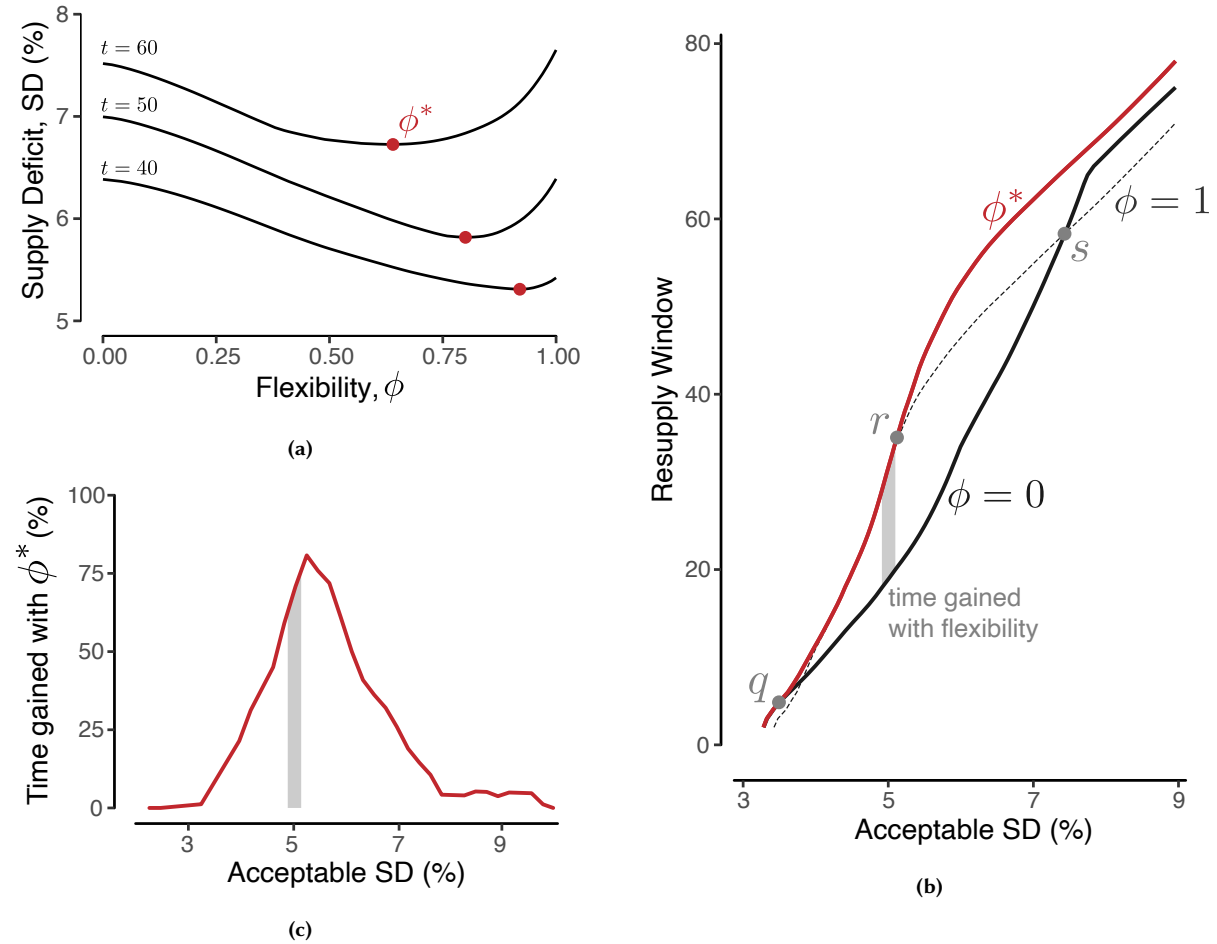 Supply Deficit, SD (%)
8
7
6
5
t = 60
t = 50
t = 40
ϕ*
0.00 0.25 0.50 0.75 1.00
Flexibility, ϕ
(a)
Time gained with ϕ* (%)
100
75
50
25
0
3 5 7 9
Acceptable SD (%)
(c)
Resupply Window
80
60
40
20
0
ϕ*
ϕ = 1
s
r
ϕ = 0
time gained
with flexibility
q
3 5 7 9
Acceptable SD (%)
(b)